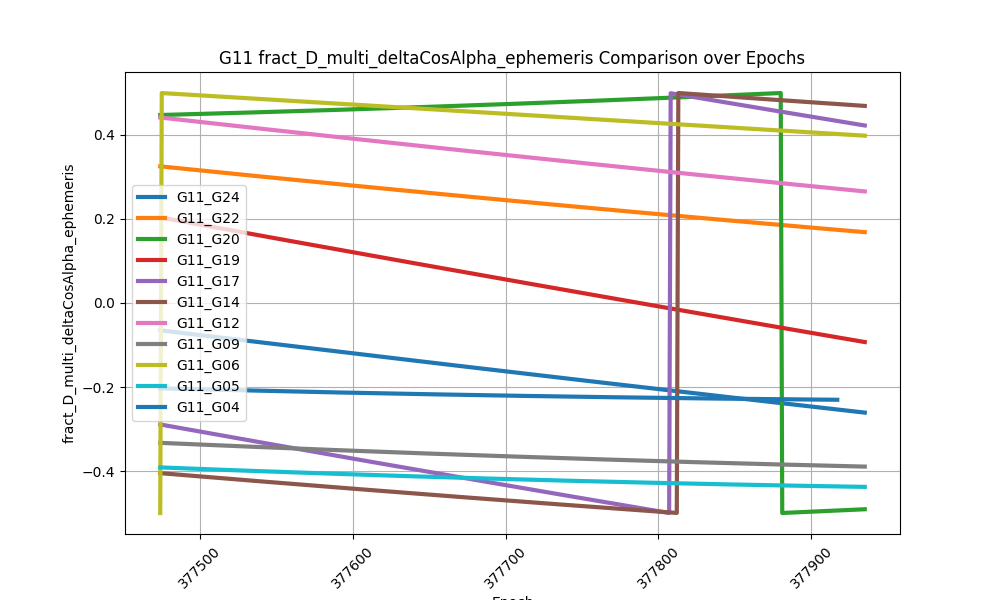 G11 fract_D_multi_deltaCosAlpha_ephemeris Comparison over Epochs
fract_D_multi_deltaCosAlpha_ephemeris
0.4
0.2
0.0
−0.2
−0.4
G11_G24
G11_G22
G11_G20
G11_G19
G11_G17
G11_G14
G11_G12
G11_G09
G11_G06
G11_G05
G11_G04
377500
377600
377700
377800
377900
Epoch